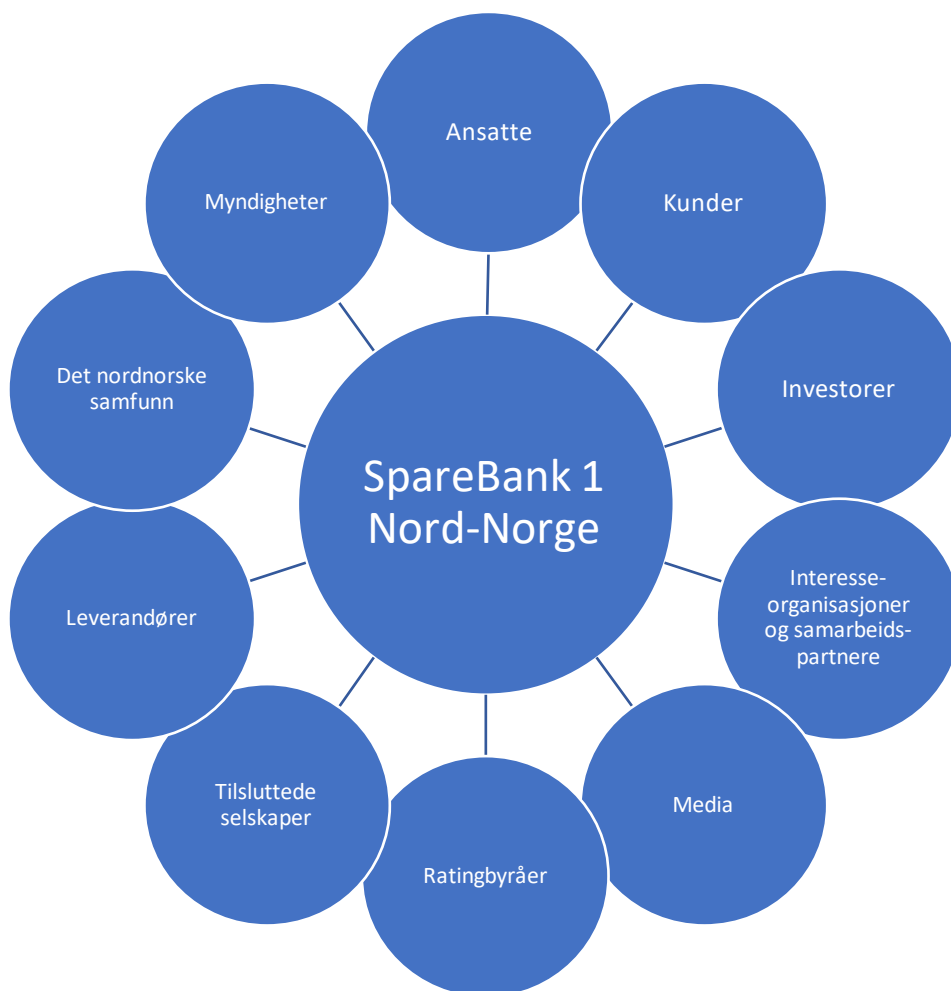 Ansatte
Kunder
Investorer
Interesse-
organisasjoner
og samarbeids-
partnere
Media
Ratingbyråer
Tilsluttede
selskaper
Leverandører
Det nordnorske
samfunn
Myndigheter
SpareBank 1
Nord-Norge